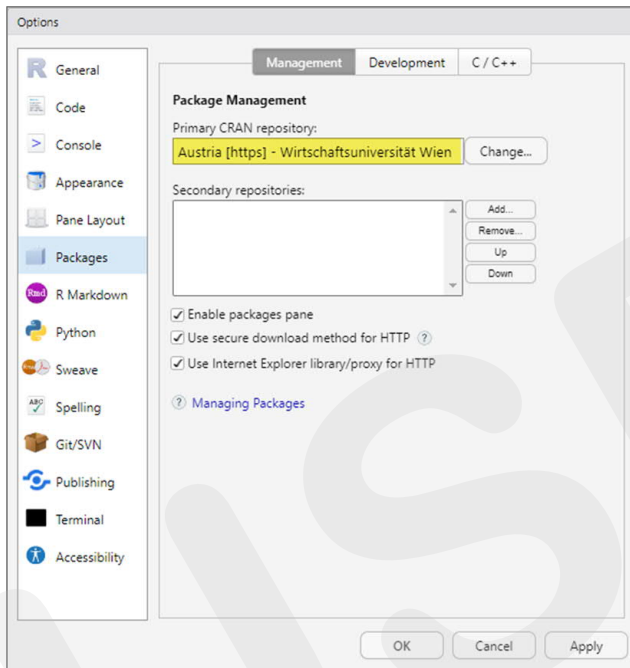 Options
General
Code
Console
Appearance
Pane Layout
Packages
Rmd R Markdown
Python
Sweave
ABC Spelling
Git/SVN
Publishing
Terminal
Accessibility
Management Development C / C++
Package Management
Primary CRAN repository:
Austria [https] - Wirtschaftsuniversität Wien Change...
Secondary repositories:
Add...
Remove...
Up
Down
Enable packages pane
Use secure download method for HTTP ?
Use Internet Explorer library/proxy for HTTP
? Managing Packages
OK Cancel Apply